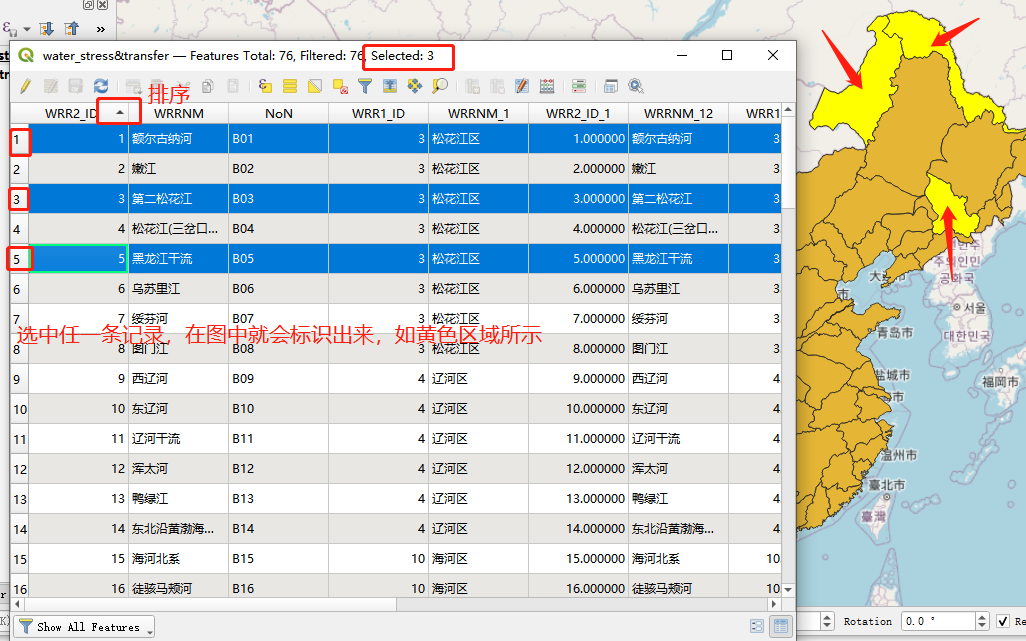 water_stress&transfer — Features Total: 76, Filtered: 76, Selected: 3
排序
WRR2_ID WRRNM NoN WRR1_ID WRRNM_1 WRR2_ID_1 WRRNM_12 WRR1
1 1 额尔古纳河 B01 3 松花江区 1.000000 额尔古纳河 3
2 2 嫩江 B02 3 松花江区 2.000000 嫩江 3
3 3 第二松花江 B03 3 松花江区 3.000000 第二松花江 3
4 4 松花江(三岔口... B04 3 松花江区 4.000000 松花江(三岔口... 3
5 5 黑龙江干流 B05 3 松花江区 5.000000 黑龙江干流 3
6 6 乌苏里江 B06 3 松花江区 6.000000 乌苏里江 3
7 7 绥芬河 B07 3 松花江区 7.000000 绥芬河 3
选中任一条记录，在图中就会标识出来，如黄色区域所示
8 8 图门江 B08 3 松花江区 8.000000 图门江 3
9 9 西辽河 B09 4 辽河区 9.000000 西辽河 4
10 10 东辽河 B10 4 辽河区 10.000000 东辽河 4
11 11 辽河干流 B11 4 辽河区 11.000000 辽河干流 4
12 12 浑太河 B12 4 辽河区 12.000000 浑太河 4
13 13 鸭绿江 B13 4 辽河区 13.000000 鸭绿江 4
14 14 东北沿黄渤海... B14 4 辽河区 14.000000 东北沿黄渤海... 4
15 15 海河北系 B15 10 海河区 15.000000 海河北系 10
16 16 徒骇马颊河 B16 10 海河区 16.000000 徒骇马颊河 10
Show All Features
주의인민
공화국
서울
대한민국
青岛市
盐城市
福岡市
温州市
臺北市
臺灣
Rotation 0.0 °